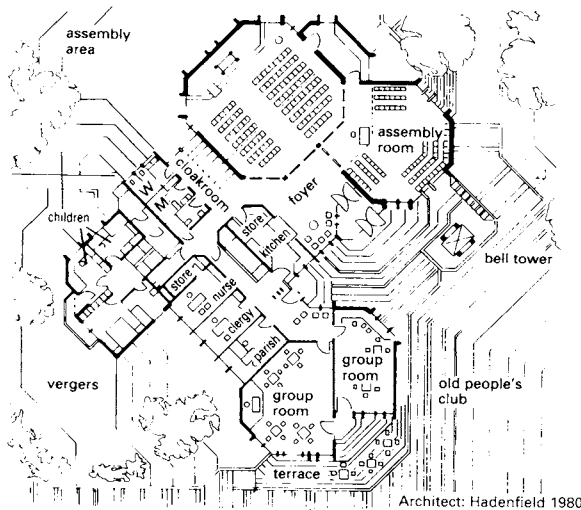 assembly
area
assembly
room
cloakroom
W
M
foyer
children
store
kitchen
bell tower
store
nurse
clergy
parish
group
room
group
room
vergers
old people's
club
terrace
Architect: Hadenfield 1980